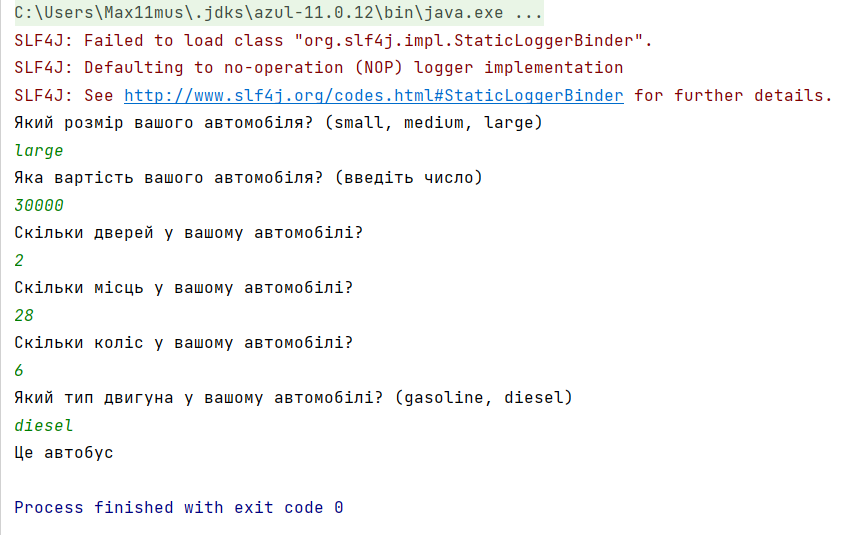 C:\Users\Max11mus\.jdks\azul-11.0.12\bin\java.exe ...
SLF4J: Failed to load class "org.slf4j.impl.StaticLoggerBinder".
SLF4J: Defaulting to no-operation (NOP) logger implementation
SLF4J: See http://www.slf4j.org/codes.html#StaticLoggerBinder for further details.
Який розмір вашого автомобіля? (small, medium, large)
large
Яка вартість вашого автомобіля? (введіть число)
30000
Скільки дверей у вашому автомобілі?
2
Скільки місць у вашому автомобілі?
28
Скільки коліс у вашому автомобілі?
6
Який тип двигуна у вашому автомобілі? (gasoline, diesel)
diesel
Це автобус
Process finished with exit code 0